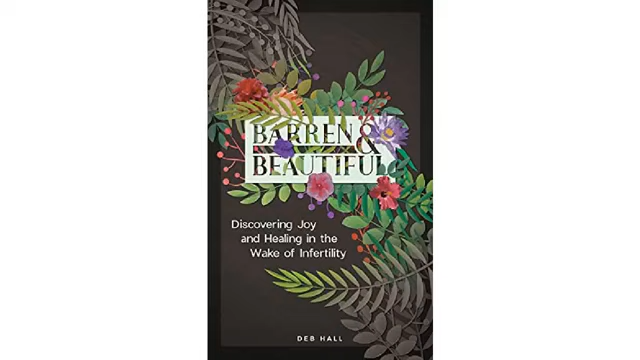 BARREN &
BEAUTIFUL
Discovering Joy
and Healing in the
Wake of Infertility
DEB HALL